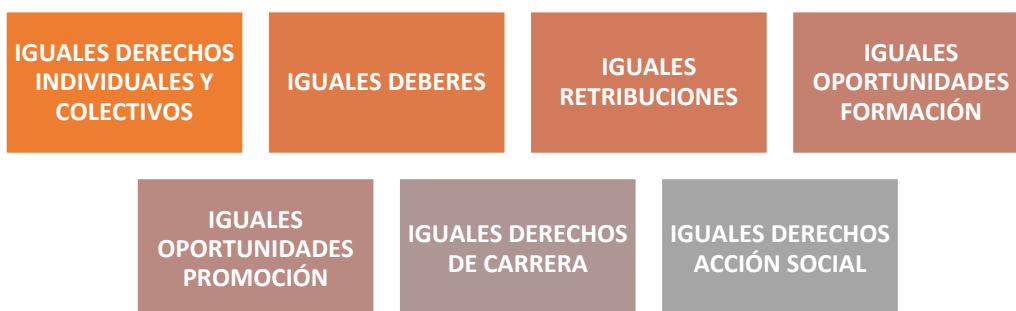 IGUALES DERECHOS
INDIVIDUALES Y
COLECTIVOS
IGUALES DEBERES
IGUALES
RETRIBUCIONES
IGUALES
OPORTUNIDADES
FORMACIÓN
IGUALES
OPORTUNIDADES
PROMOCIÓN
IGUALES DERECHOS
DE CARRERA
IGUALES DERECHOS
ACCIÓN SOCIAL